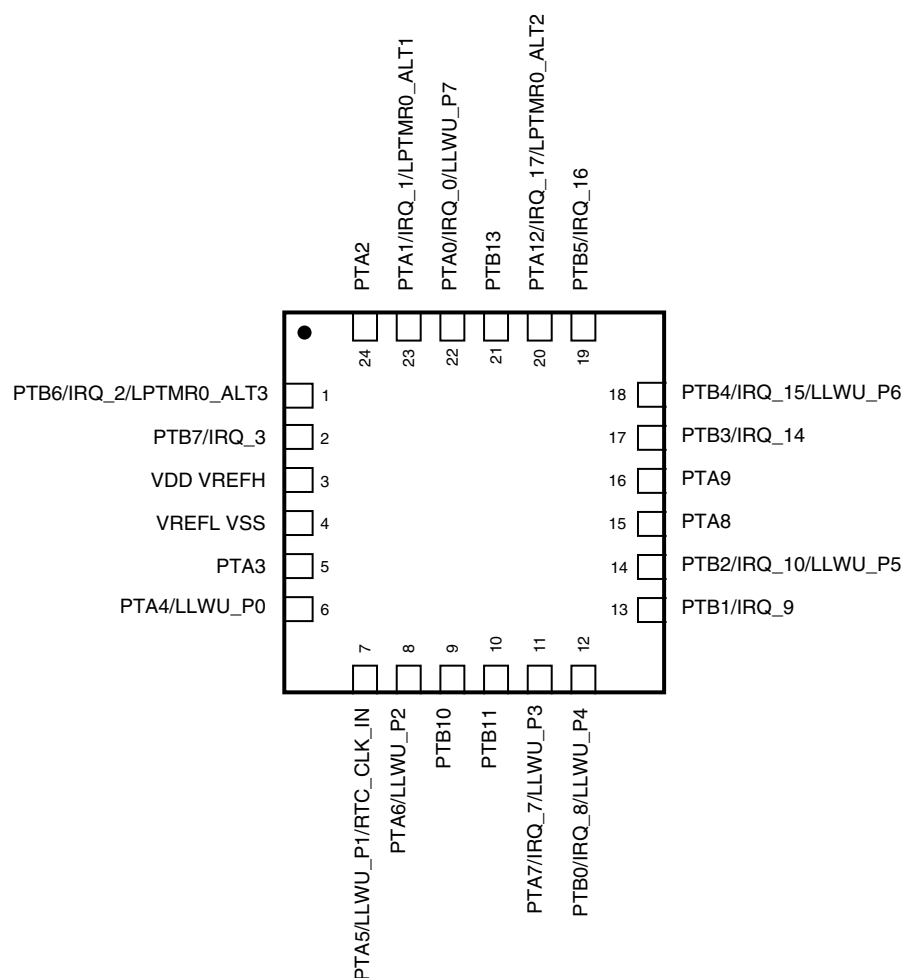 PTA2
PTA1/IRQ_1/LPTMR0_ALT1
PTA0/IRQ_0/LLWU_P7
PTB13
PTA12/IRQ_17/LPTMR0_ALT2
PTB5/IRQ_16
24
23
22
21
20
19
PTB6/IRQ_2/LPTMR0_ALT3
1
18
PTB4/IRQ_15/LLWU_P6
PTB7/IRQ_3
2
17
PTB3/IRQ_14
VDD VREFH
3
16
PTA9
VREFL VSS
4
15
PTA8
PTA3
5
14
PTB2/IRQ_10/LLWU_P5
PTA4/LLWU_P0
6
13
PTB1/IRQ_9
7
8
9
10
11
12
PTA5/LLWU_P1/RTC_CLK_IN
PTA6/LLWU_P2
PTB10
PTB11
PTA7/IRQ_7/LLWU_P3
PTB0/IRQ_8/LLWU_P4